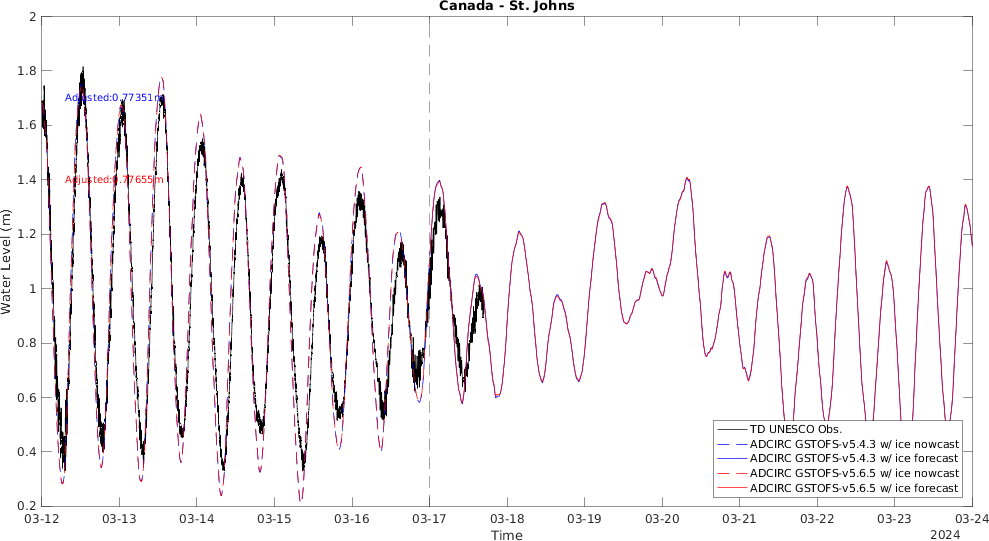 Canada - St. Johns
2
1.8
1.6
1.4
1.2
1
0.8
0.6
0.4
0.2
Water Level (m)
Adjusted:0.77351m
Adjusted:0.77655m
TD UNESCO Obs.
ADCIRC GSTOFS-v5.4.3 w/ ice nowcast
ADCIRC GSTOFS-v5.4.3 w/ ice forecast
ADCIRC GSTOFS-v5.6.5 w/ ice nowcast
ADCIRC GSTOFS-v5.6.5 w/ ice forecast
03-12 03-13 03-14 03-15 03-16 03-17 03-18 03-19 03-20 03-21 03-22 03-23 03-24
Time
2024